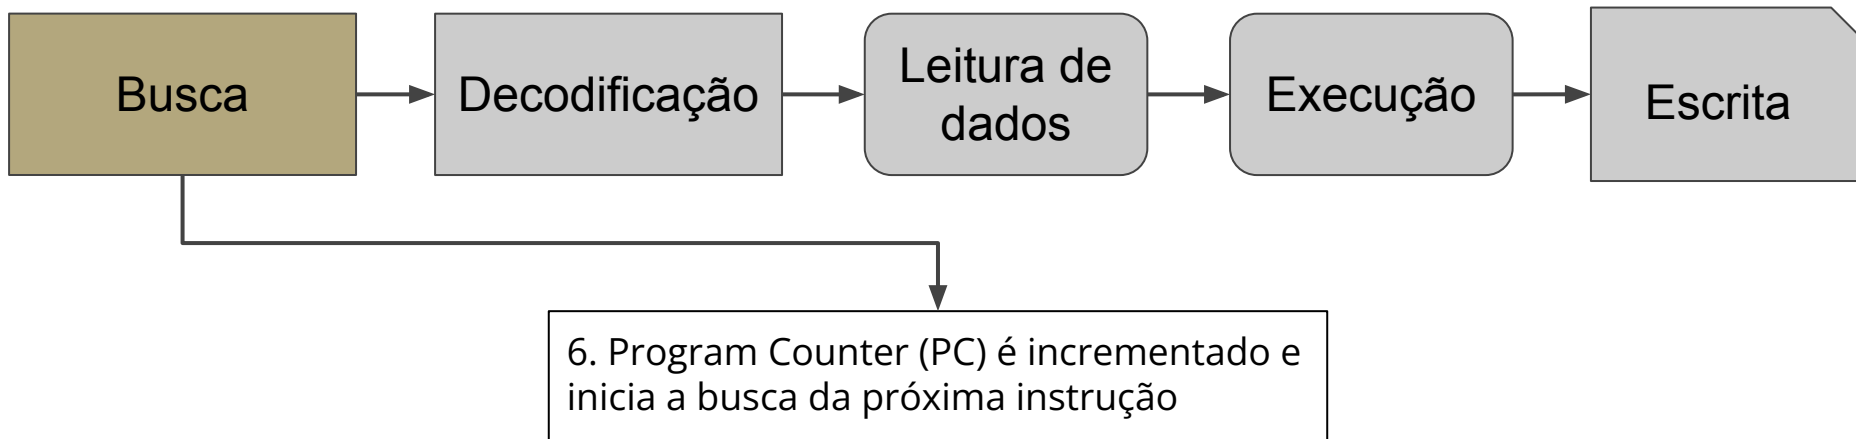 Busca
Decodificação
Leitura de
dados
Execução
Escrita
6. Program Counter (PC) é incrementado e
inicia a busca da próxima instrução